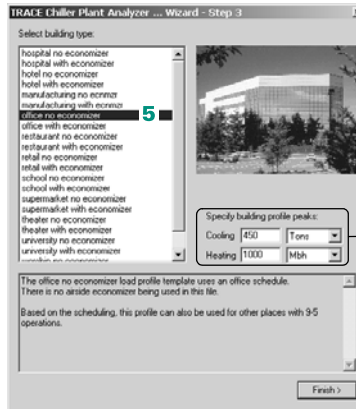 TRACE Chiller Plant Analyzer ... Wizard - Step 3
Select building type:
hospital no economizer
hospital with economizer
hotel no economizer
hotel with economizer
manufacturing no ecnmzr
manufacturing with ecnmzr
office no economizer
5
office with economizer
restaurant no economizer
restaurant with economizer
retail no economizer
retail with economizer
school no economizer
school with economizer
supermarket no economizer
supermarket with economizer
theater no economizer
theater with economizer
university no economizer
university with economizer
Specify building profile peaks:
Cooling 450 Tons
Heating 1000 Mbh
The office no economizer load profile template uses an office schedule.
There is no airside economizer being used in this file.
Based on the scheduling, this profile can also be used for other places with 9-5
operations.
Finish >